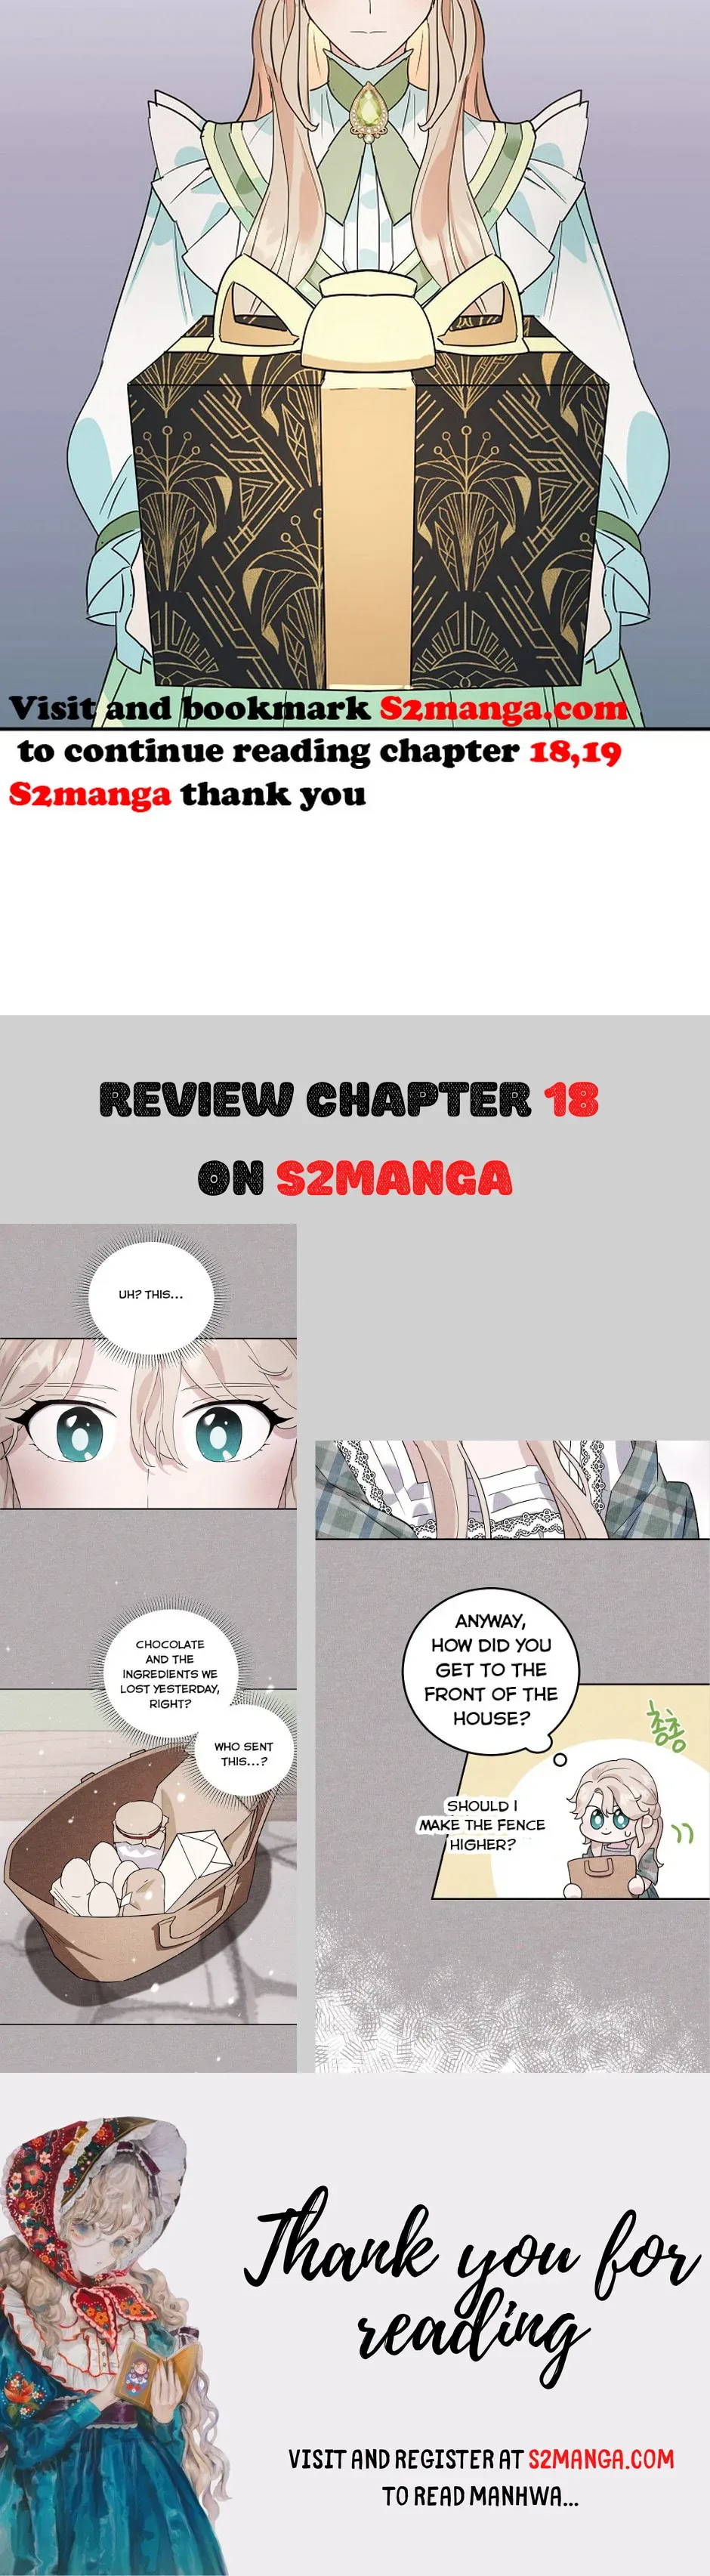 Visit and bookmark S2manga.com
to continue reading chapter 18,19
S2manga thank you
REVIEW CHAPTER 18
ON S2MANGA
UH? THIS...
CHOCOLATE
AND THE
INGREDIENTS WE
LOST YESTERDAY,
RIGHT?
WHO SENT
THIS...?
ANYWAY,
HOW DID YOU
GET TO THE
FRONT OF THE
HOUSE?
총총
SHOULD I
MAKE THE FENCE
HIGHER?
Thank you for
reading
VISIT AND REGISTER AT S2MANGA.COM
TO READ MANHWA...